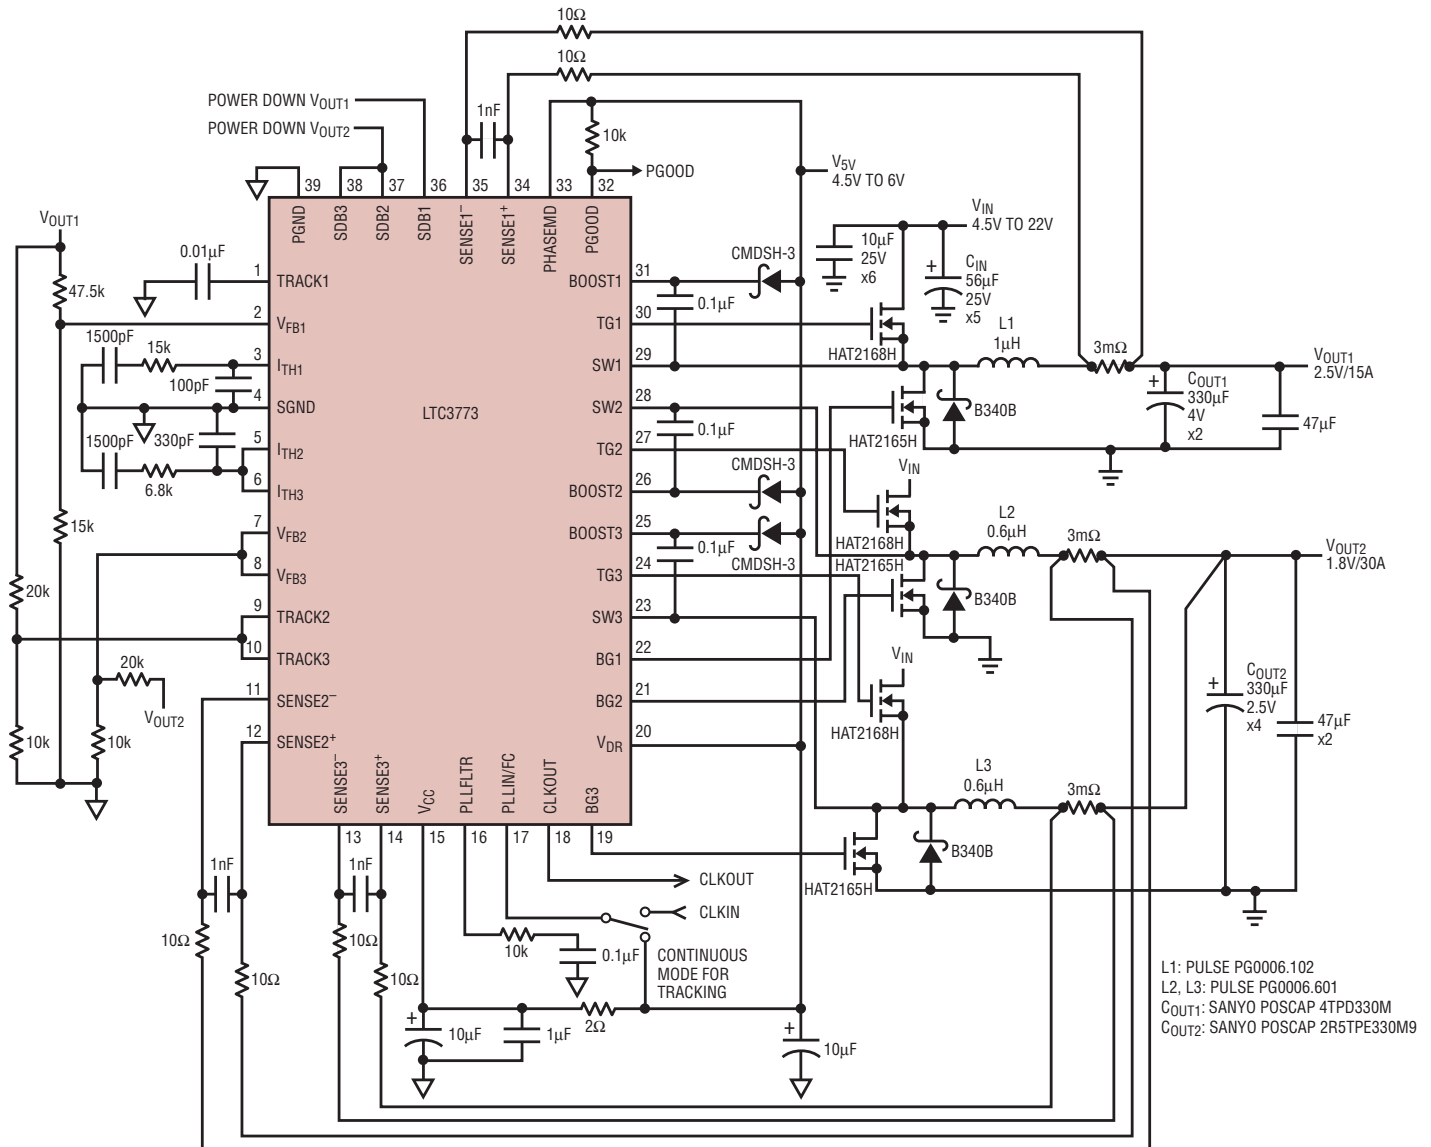 10Ω
10Ω
POWER DOWN VOUT1
1nF
POWER DOWN VOUT2
10k
PGOOD
V5V
4.5V TO 6V
39 38 37 36 35 34 33 32
PGND SDB3 SDB2 SDB1 SENSE1– SENSE1+ PHASEMD PGOOD
VOUT1
VIN
4.5V TO 22V
0.01µF
10µF
25V
x6
CMDSH-3
CIN
56µF
25V
x5
1 TRACK1
BOOST1 31
47.5k
0.1µF
2 VFB1
TG1 30
L1
1µH
1500pF
15k
HAT2168H
3mΩ
3 ITH1
SW1 29
VOUT1
2.5V/15A
100pF
COUT1
330µF
4V
x2
4 SGND
LTC3773
SW2 28
B340B
47µF
1500pF
330pF
0.1µF
HAT2165H
5 ITH2
TG2 27
VIN
CMDSH-3
6.8k
6 ITH3
BOOST2 26
L2
0.6µH
15k
7 VFB2
BOOST3 25
HAT2168H
3mΩ
0.1µF
CMDSH-3
HAT2165H
VOUT2
1.8V/30A
8 VFB3
TG3 24
20k
B340B
9 TRACK2
SW3 23
10 TRACK3
BG1 22
VIN
20k
COUT2
330µF
2.5V
x4
11 SENSE2–
BG2 21
VOUT2
47µF
x2
HAT2168H
12 SENSE2+
VDR 20
10k
10k
L3
0.6µH
3mΩ
SENSE3– SENSE3+ VCC PLLFLTR PLLIN/FC CLKOUT BG3
13 14 15 16 17 18 19
B340B
1nF
1nF
CLKOUT
HAT2165H
CLKIN
10Ω
10Ω
10k
0.1µF
CONTINUOUS
MODE FOR
TRACKING
10Ω
10Ω
L1: PULSE PG0006.102
L2, L3: PULSE PG0006.601
COUT1: SANYO POSCAP 4TPD330M
COUT2: SANYO POSCAP 2R5TPE330M9
10µF
1µF
2Ω
10µF